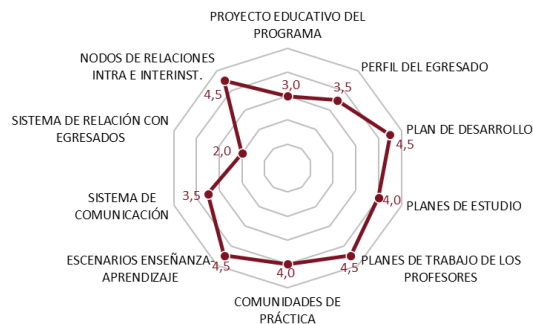 PROYECTO EDUCATIVO DEL
PROGRAMA
NODOS DE RELACIONES
INTRA E INTERINST.
PERFIL DEL EGRESADO
3,0
3,5
4,5
SISTEMA DE RELACIÓN CON
EGRESADOS
PLAN DE DESARROLLO
4,5
2,0
SISTEMA DE
COMUNICACIÓN
3,5
4,0
PLANES DE ESTUDIO
ESCENARIOS ENSEÑANZA-
APRENDIZAJE
4,5
4,0
4,5
PLANES DE TRABAJO DE LOS
PROFESORES
COMUNIDADES DE
PRÁCTICA